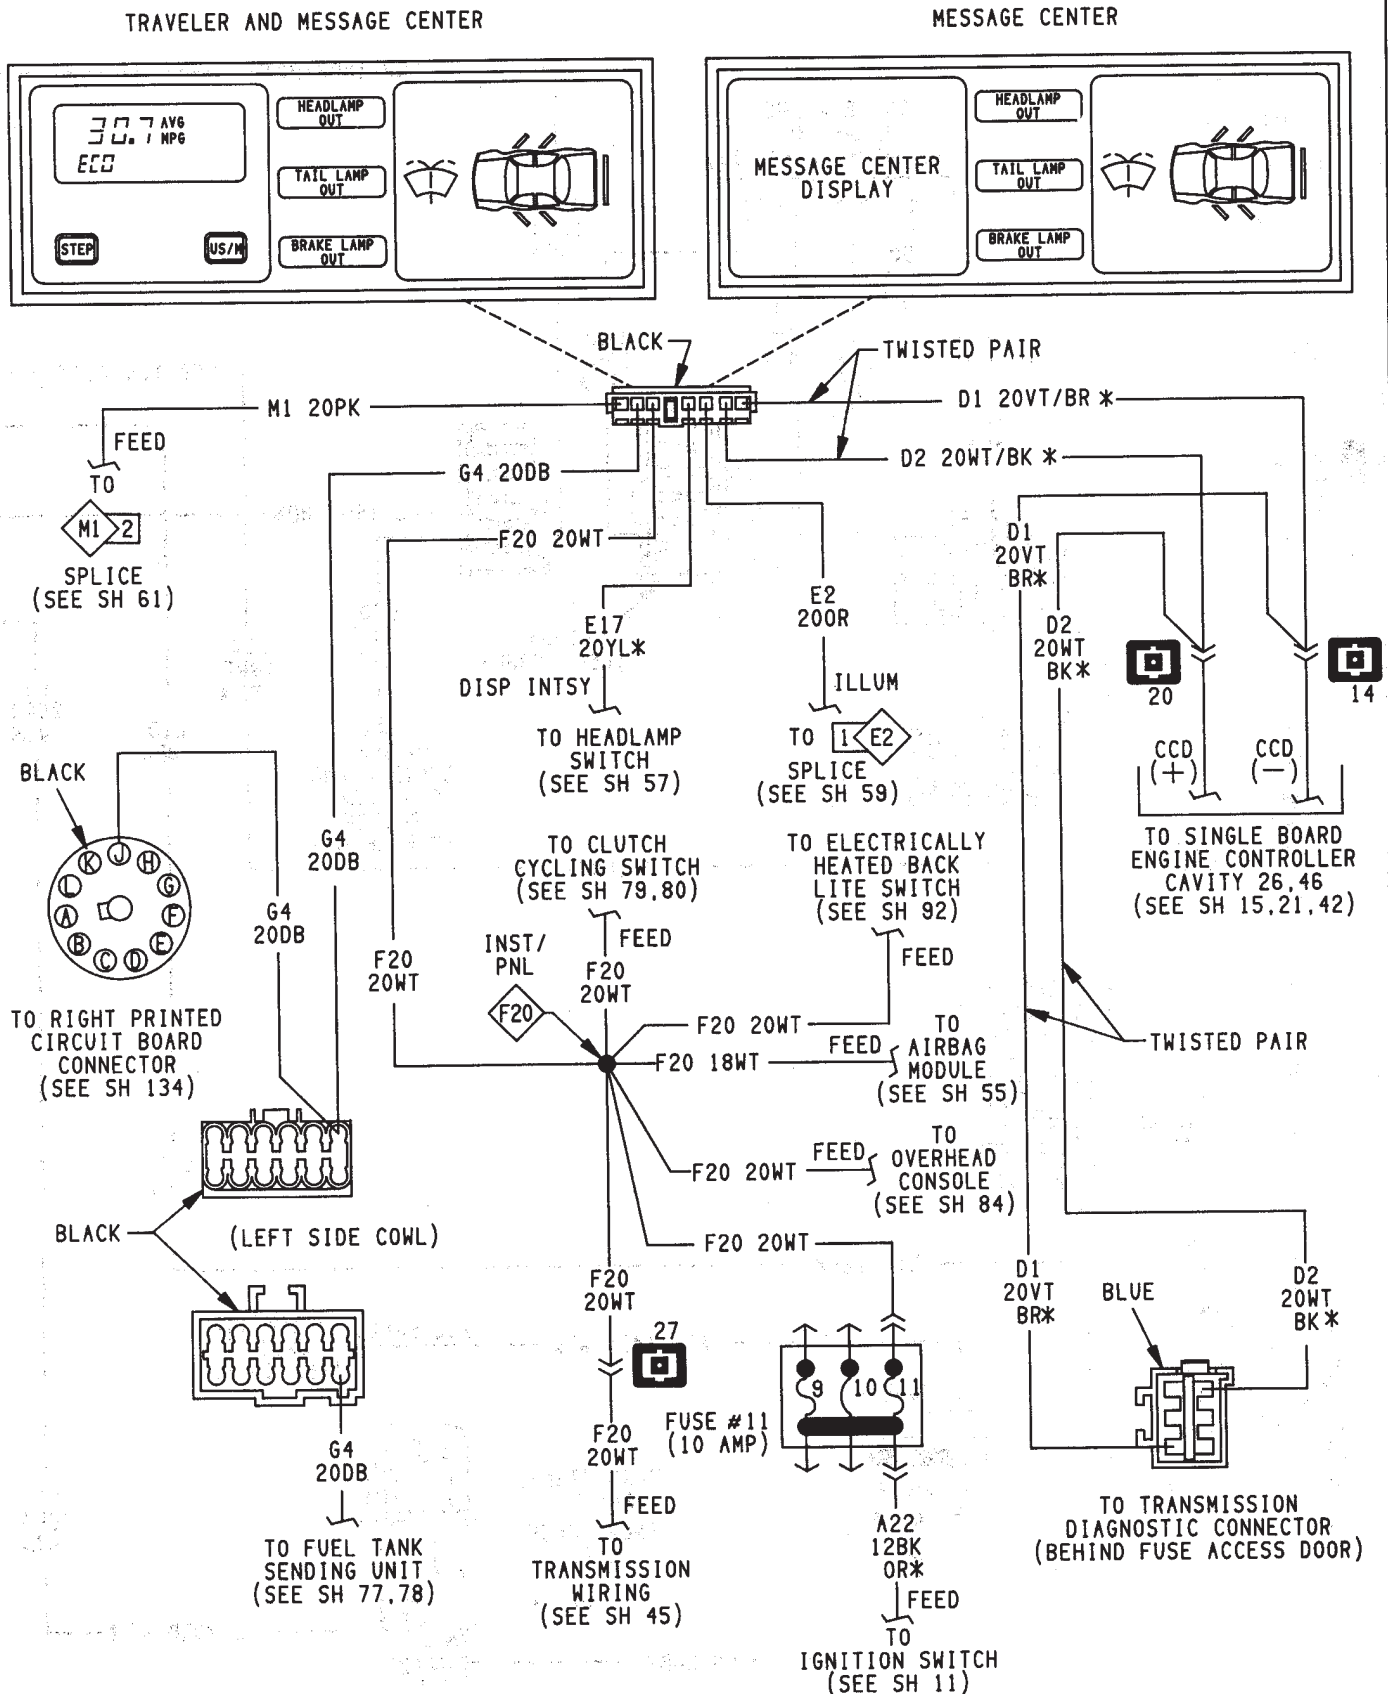 TRAVELER AND MESSAGE CENTER
MESSAGE CENTER
30.7 AVG
MPG
ECO
STEP
US/M
HEADLAMP
OUT
TAIL LAMP
OUT
BRAKE LAMP
OUT
MESSAGE CENTER
DISPLAY
HEADLAMP
OUT
TAIL LAMP
OUT
BRAKE LAMP
OUT
BLACK
TWISTED PAIR
M1 20PK
D1 20VT/BR *
FEED
TO
M1 2
SPLICE
(SEE SH 61)
G4 20DB
D2 20WT/BK *
F20 20WT
D1
20VT
BR*
E17
20YL*
DISP INTSY
TO HEADLAMP
SWITCH
(SEE SH 57)
E2
20OR
ILLUM
TO 1 E2
SPLICE
(SEE SH 59)
D2
20WT
BK*
20
14
CCD
(+)
CCD
(-)
TO SINGLE BOARD
ENGINE CONTROLLER
CAVITY 26,46
(SEE SH 15,21,42)
BLACK
K J H G F E D C B A L
TO RIGHT PRINTED
CIRCUIT BOARD
CONNECTOR
(SEE SH 134)
G4
20DB
G4
20DB
F20
20WT
TO CLUTCH
CYCLING SWITCH
(SEE SH 79,80)
FEED
F20
20WT
INST/
PNL
F20
TO ELECTRICALLY
HEATED BACK
LITE SWITCH
(SEE SH 92)
FEED
F20 20WT
F20 18WT
FEED
TO
AIRBAG
MODULE
(SEE SH 55)
TWISTED PAIR
F20 20WT
FEED
TO
OVERHEAD
CONSOLE
(SEE SH 84)
F20 20WT
BLACK
(LEFT SIDE COWL)
G4
20DB
TO FUEL TANK
SENDING UNIT
(SEE SH 77,78)
F20
20WT
27
F20
20WT
FEED
TO
TRANSMISSION
WIRING
(SEE SH 45)
9 10 11
FUSE #11
(10 AMP)
A22
12BK
OR*
FEED
TO
IGNITION SWITCH
(SEE SH 11)
D1
20VT
BR*
BLUE
D2
20WT
BK*
TO TRANSMISSION
DIAGNOSTIC CONNECTOR
(BEHIND FUSE ACCESS DOOR)